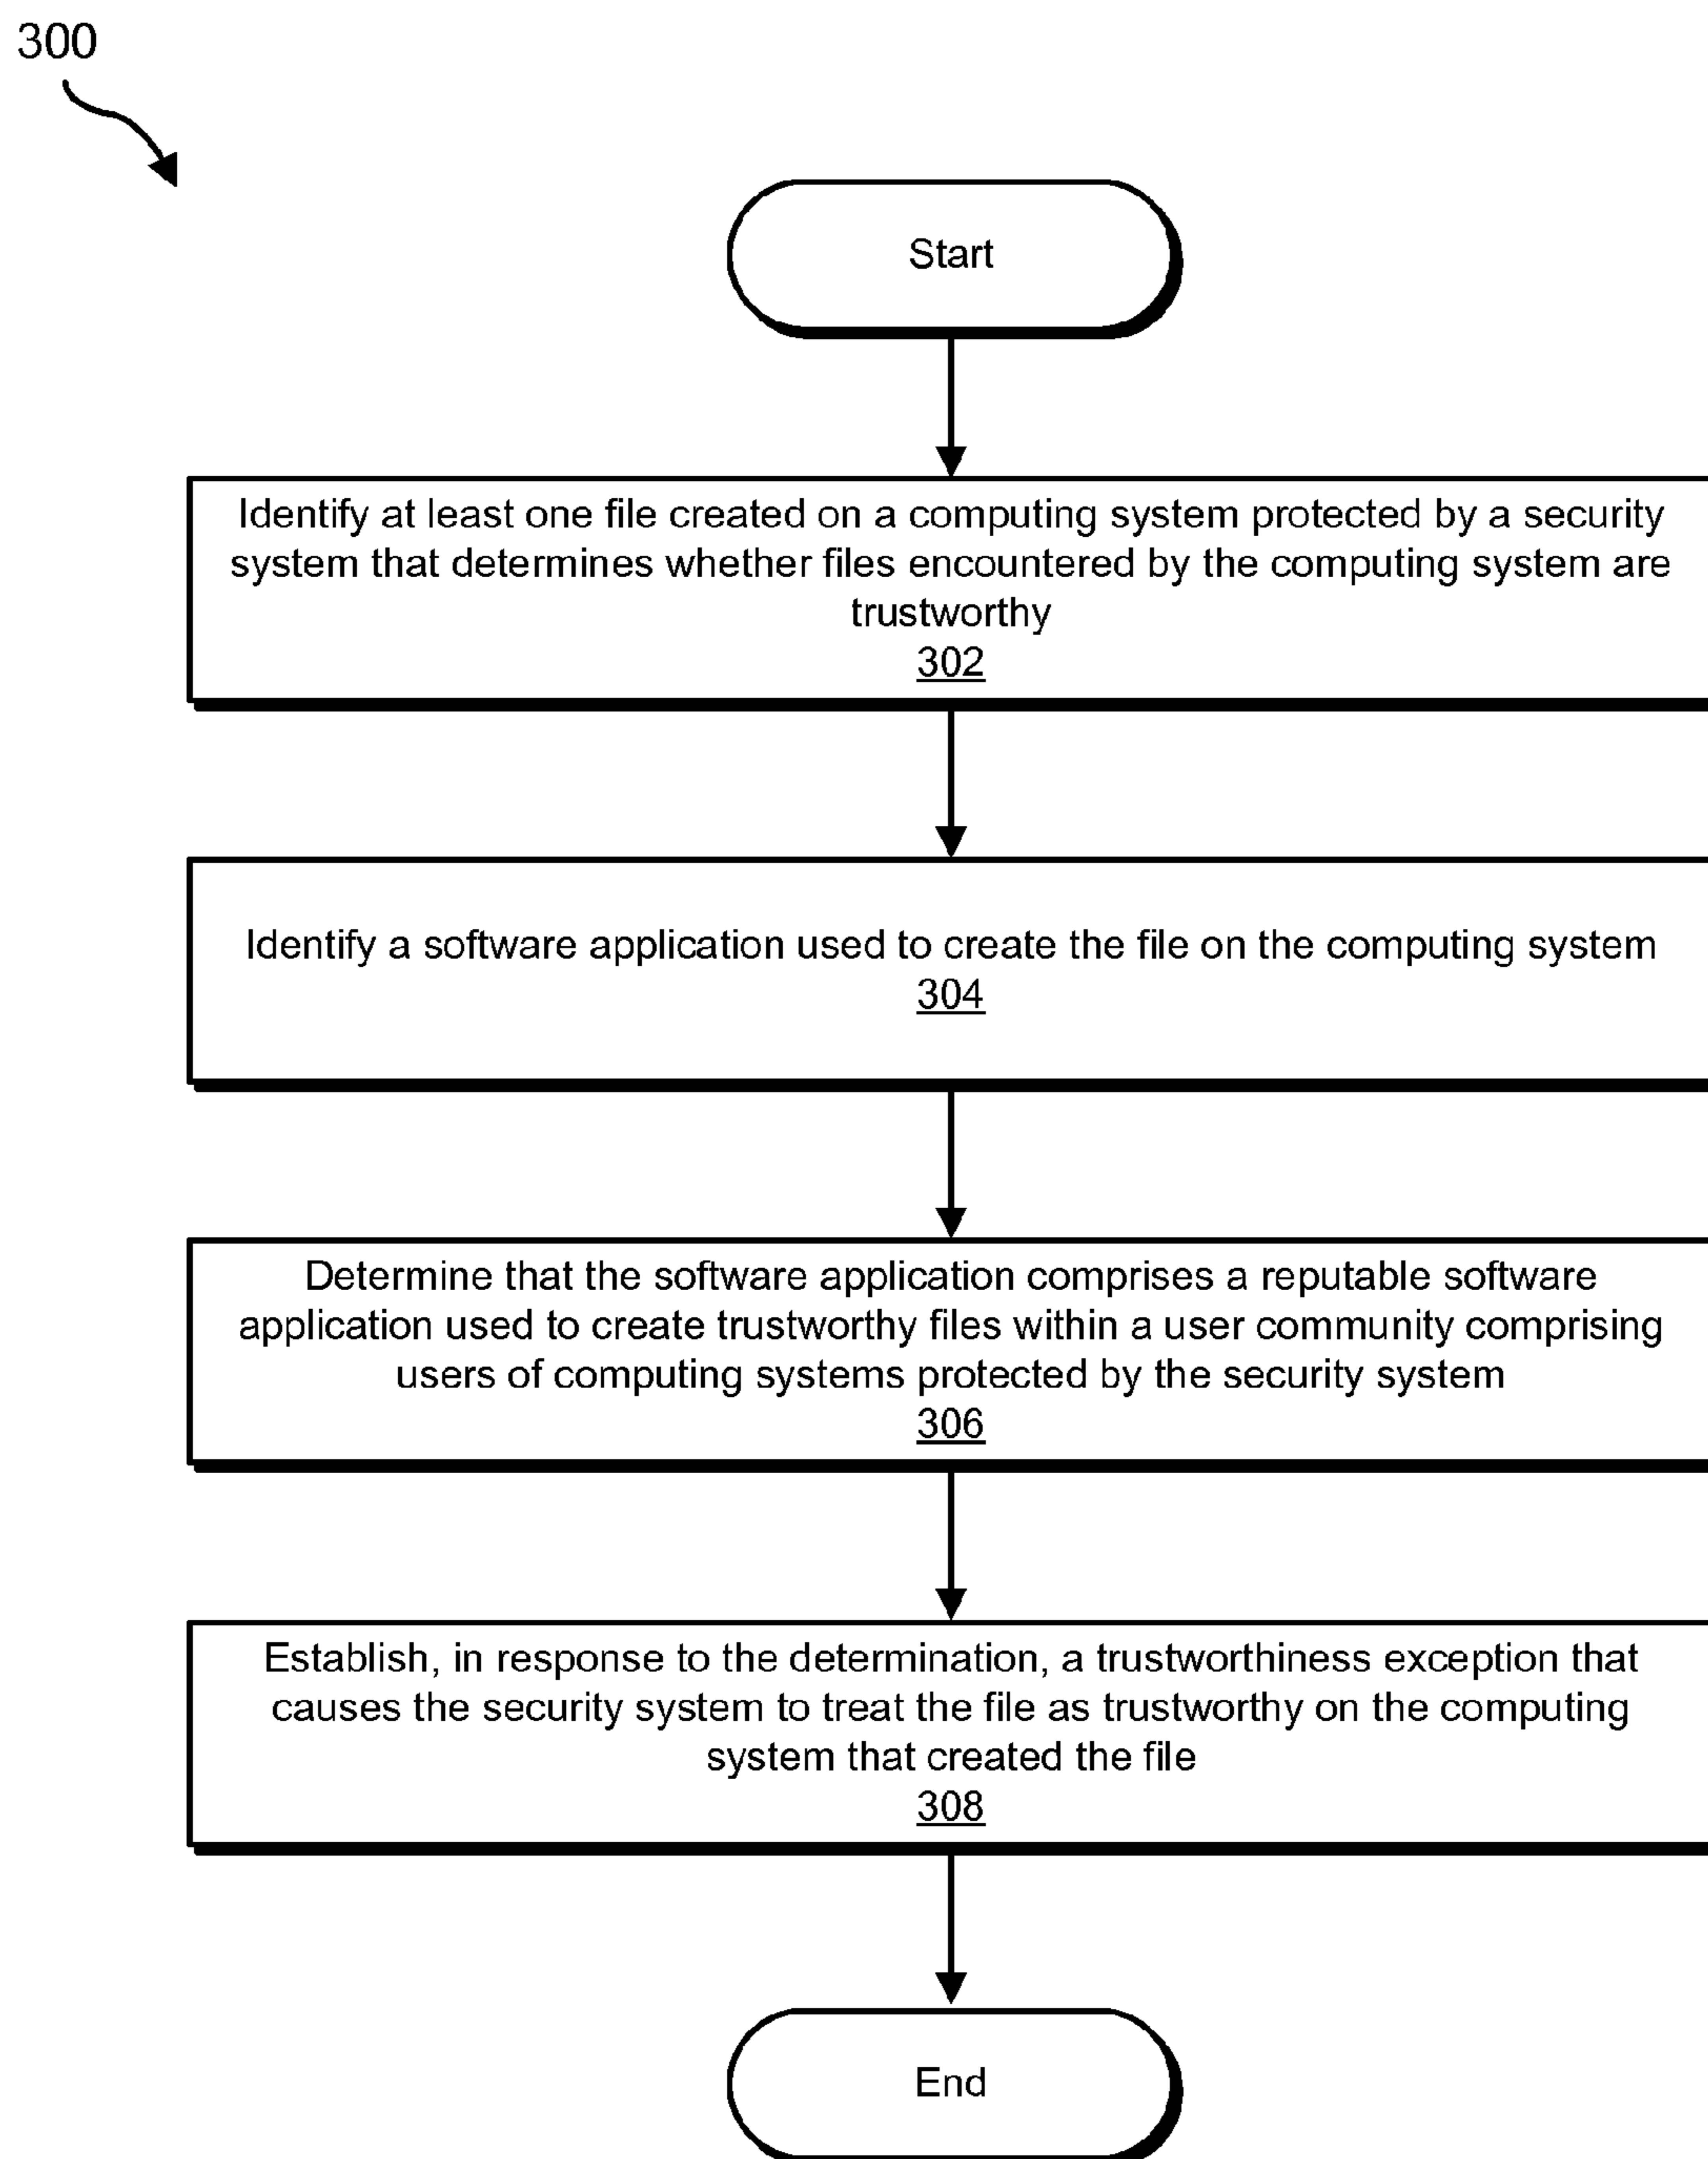 300
Start
Identify at least one file created on a computing system protected by a security
system that determines whether files encountered by the computing system are
trustworthy
302
Identify a software application used to create the file on the computing system
304
Determine that the software application comprises a reputable software
application used to create trustworthy files within a user community comprising
users of computing systems protected by the security system
306
Establish, in response to the determination, a trustworthiness exception that
causes the security system to treat the file as trustworthy on the computing
system that created the file
308
End